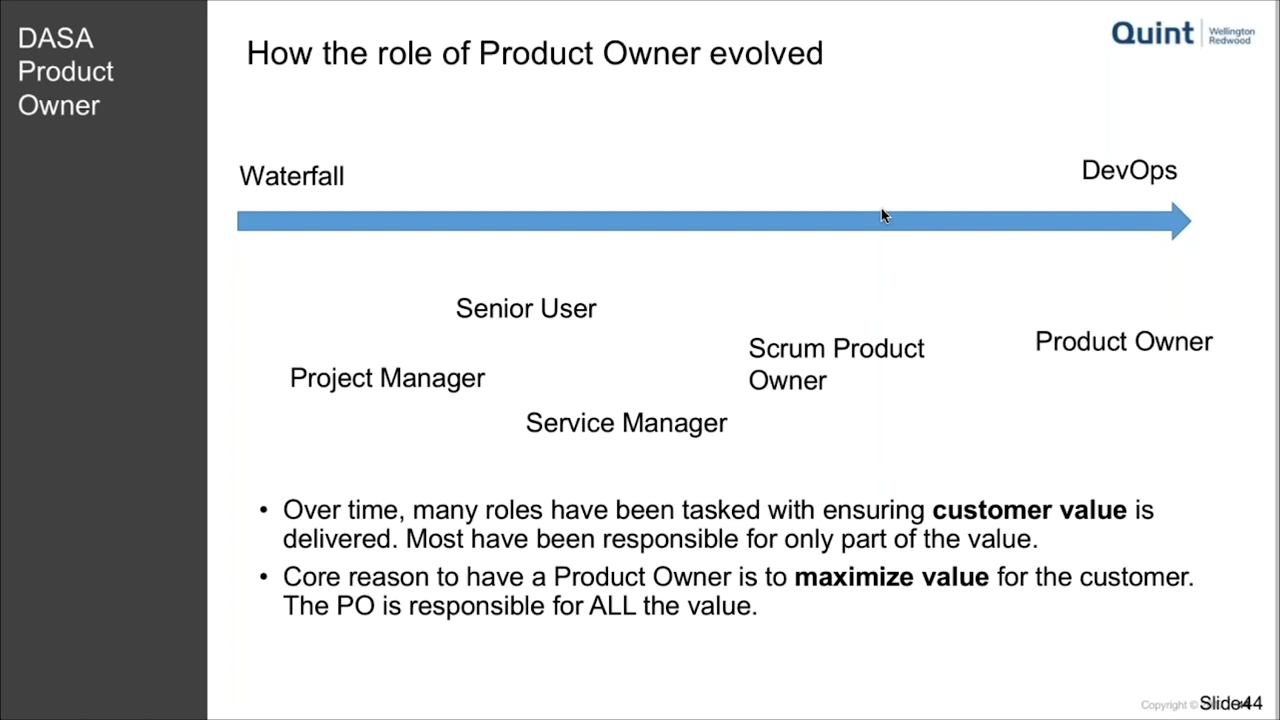 DASA
Product
Owner
How the role of Product Owner evolved
Quint
Wellington
Redwood
Waterfall
DevOps
Senior User
Scrum Product
Owner
Product Owner
Project Manager
Service Manager
• Over time, many roles have been tasked with ensuring customer value is
delivered. Most have been responsible for only part of the value.
• Core reason to have a Product Owner is to maximize value for the customer.
The PO is responsible for ALL the value.
Copyright ©
Slide44